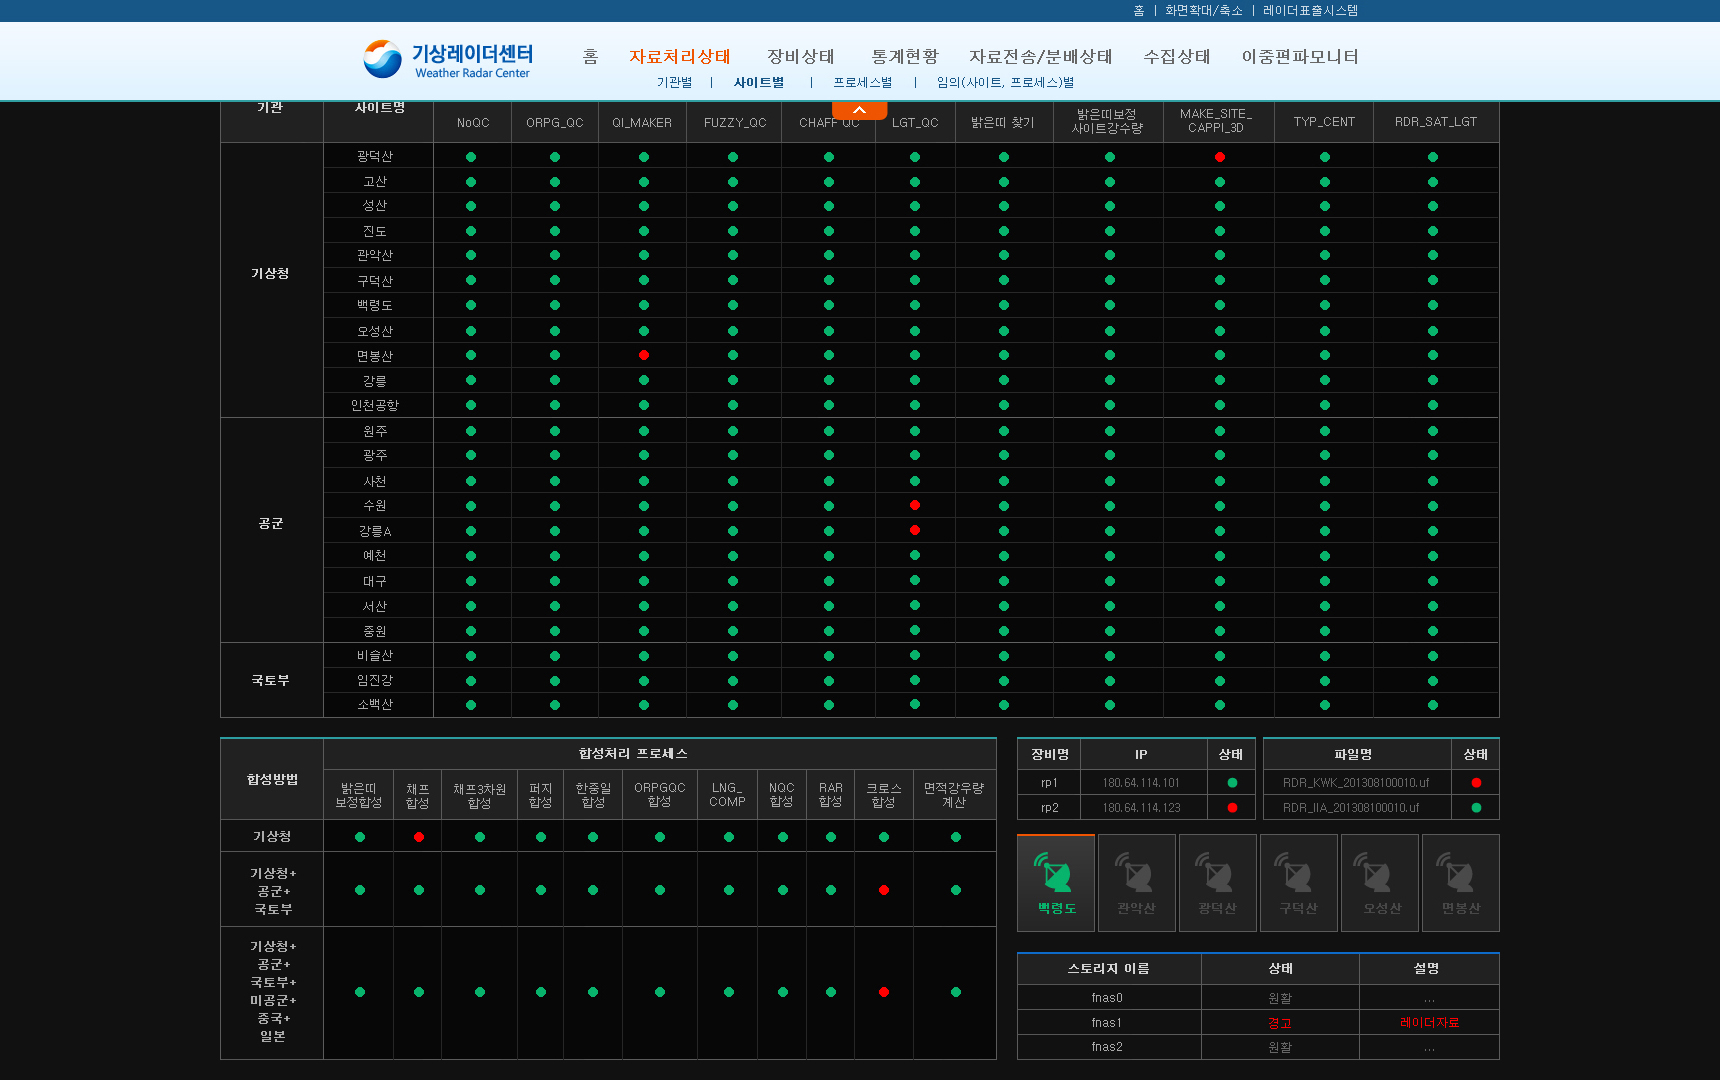 홈 | 화면확대/축소 | 레이더표출시스템
기상레이더센터
Weather Radar Center
홈 자료처리상태 장비상태 통계현황 자료전송/분배상태 수집상태 이중편파모니터
기관별 | 사이트별 | 프로세스별 | 임의(사이트, 프로세스)별
기관 사이트명 NoQC ORPG_QC QI_MAKER FUZZY_QC CHAFF QC LGT_QC 밝은띠 찾기 밝은띠보정 MAKE_SITE_ TYP_CENT RDR_SAT_LGT
사이트강수량 CAPPI_3D
기상청
광덕산
고산
성산
진도
관악산
구덕산
백령도
오성산
면봉산
강릉
인천공항
공군
원주
광주
사천
수원
강릉A
예천
대구
서산
중원
국토부
비슬산
임진강
소백산
합성방법 합성처리 프로세스
밝은띠 채프 채프3차원 퍼지 한중일 ORPGQC LNG_ NQC RAR 크로스 면적강우량
보정합성 합성 합성 합성 합성 합성 COMP 합성 합성 합성 계산
기상청
기상청+
공군+
국토부
기상청+
공군+
국토부+
미공군+
중국+
일본
장비명 IP 상태
rp1 180.64.114.101
rp2 180.64.114.123
파일명 상태
RDR_KWK_201308100010.uf
RDR_IIA_201308100010.uf
백령도 관악산 광덕산 구덕산 오성산 면봉산
스토리지 이름 상태 설명
fnas0 원활 ...
fnas1 경고 레이더자료
fnas2 원활 ...